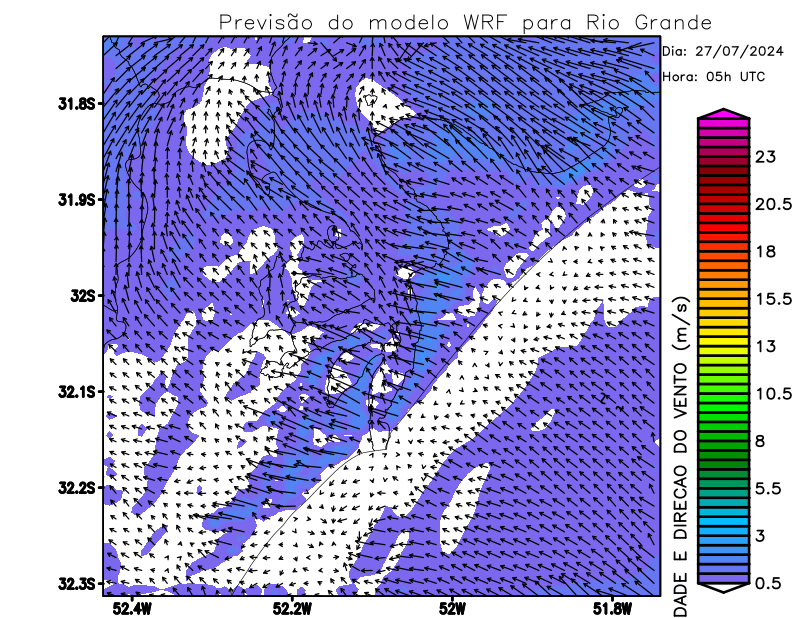 Previsão do modelo WRF para Rio Grande
Dia: 27/07/2024
Hora: 05h UTC
31.8S
31.9S
32S
32.1S
32.2S
32.3S
52.4W
52.2W
52W
51.8W
23
20.5
18
15.5
13
10.5
8
5.5
3
0.5
DADE E DIRECAO DO VENTO (m/s)